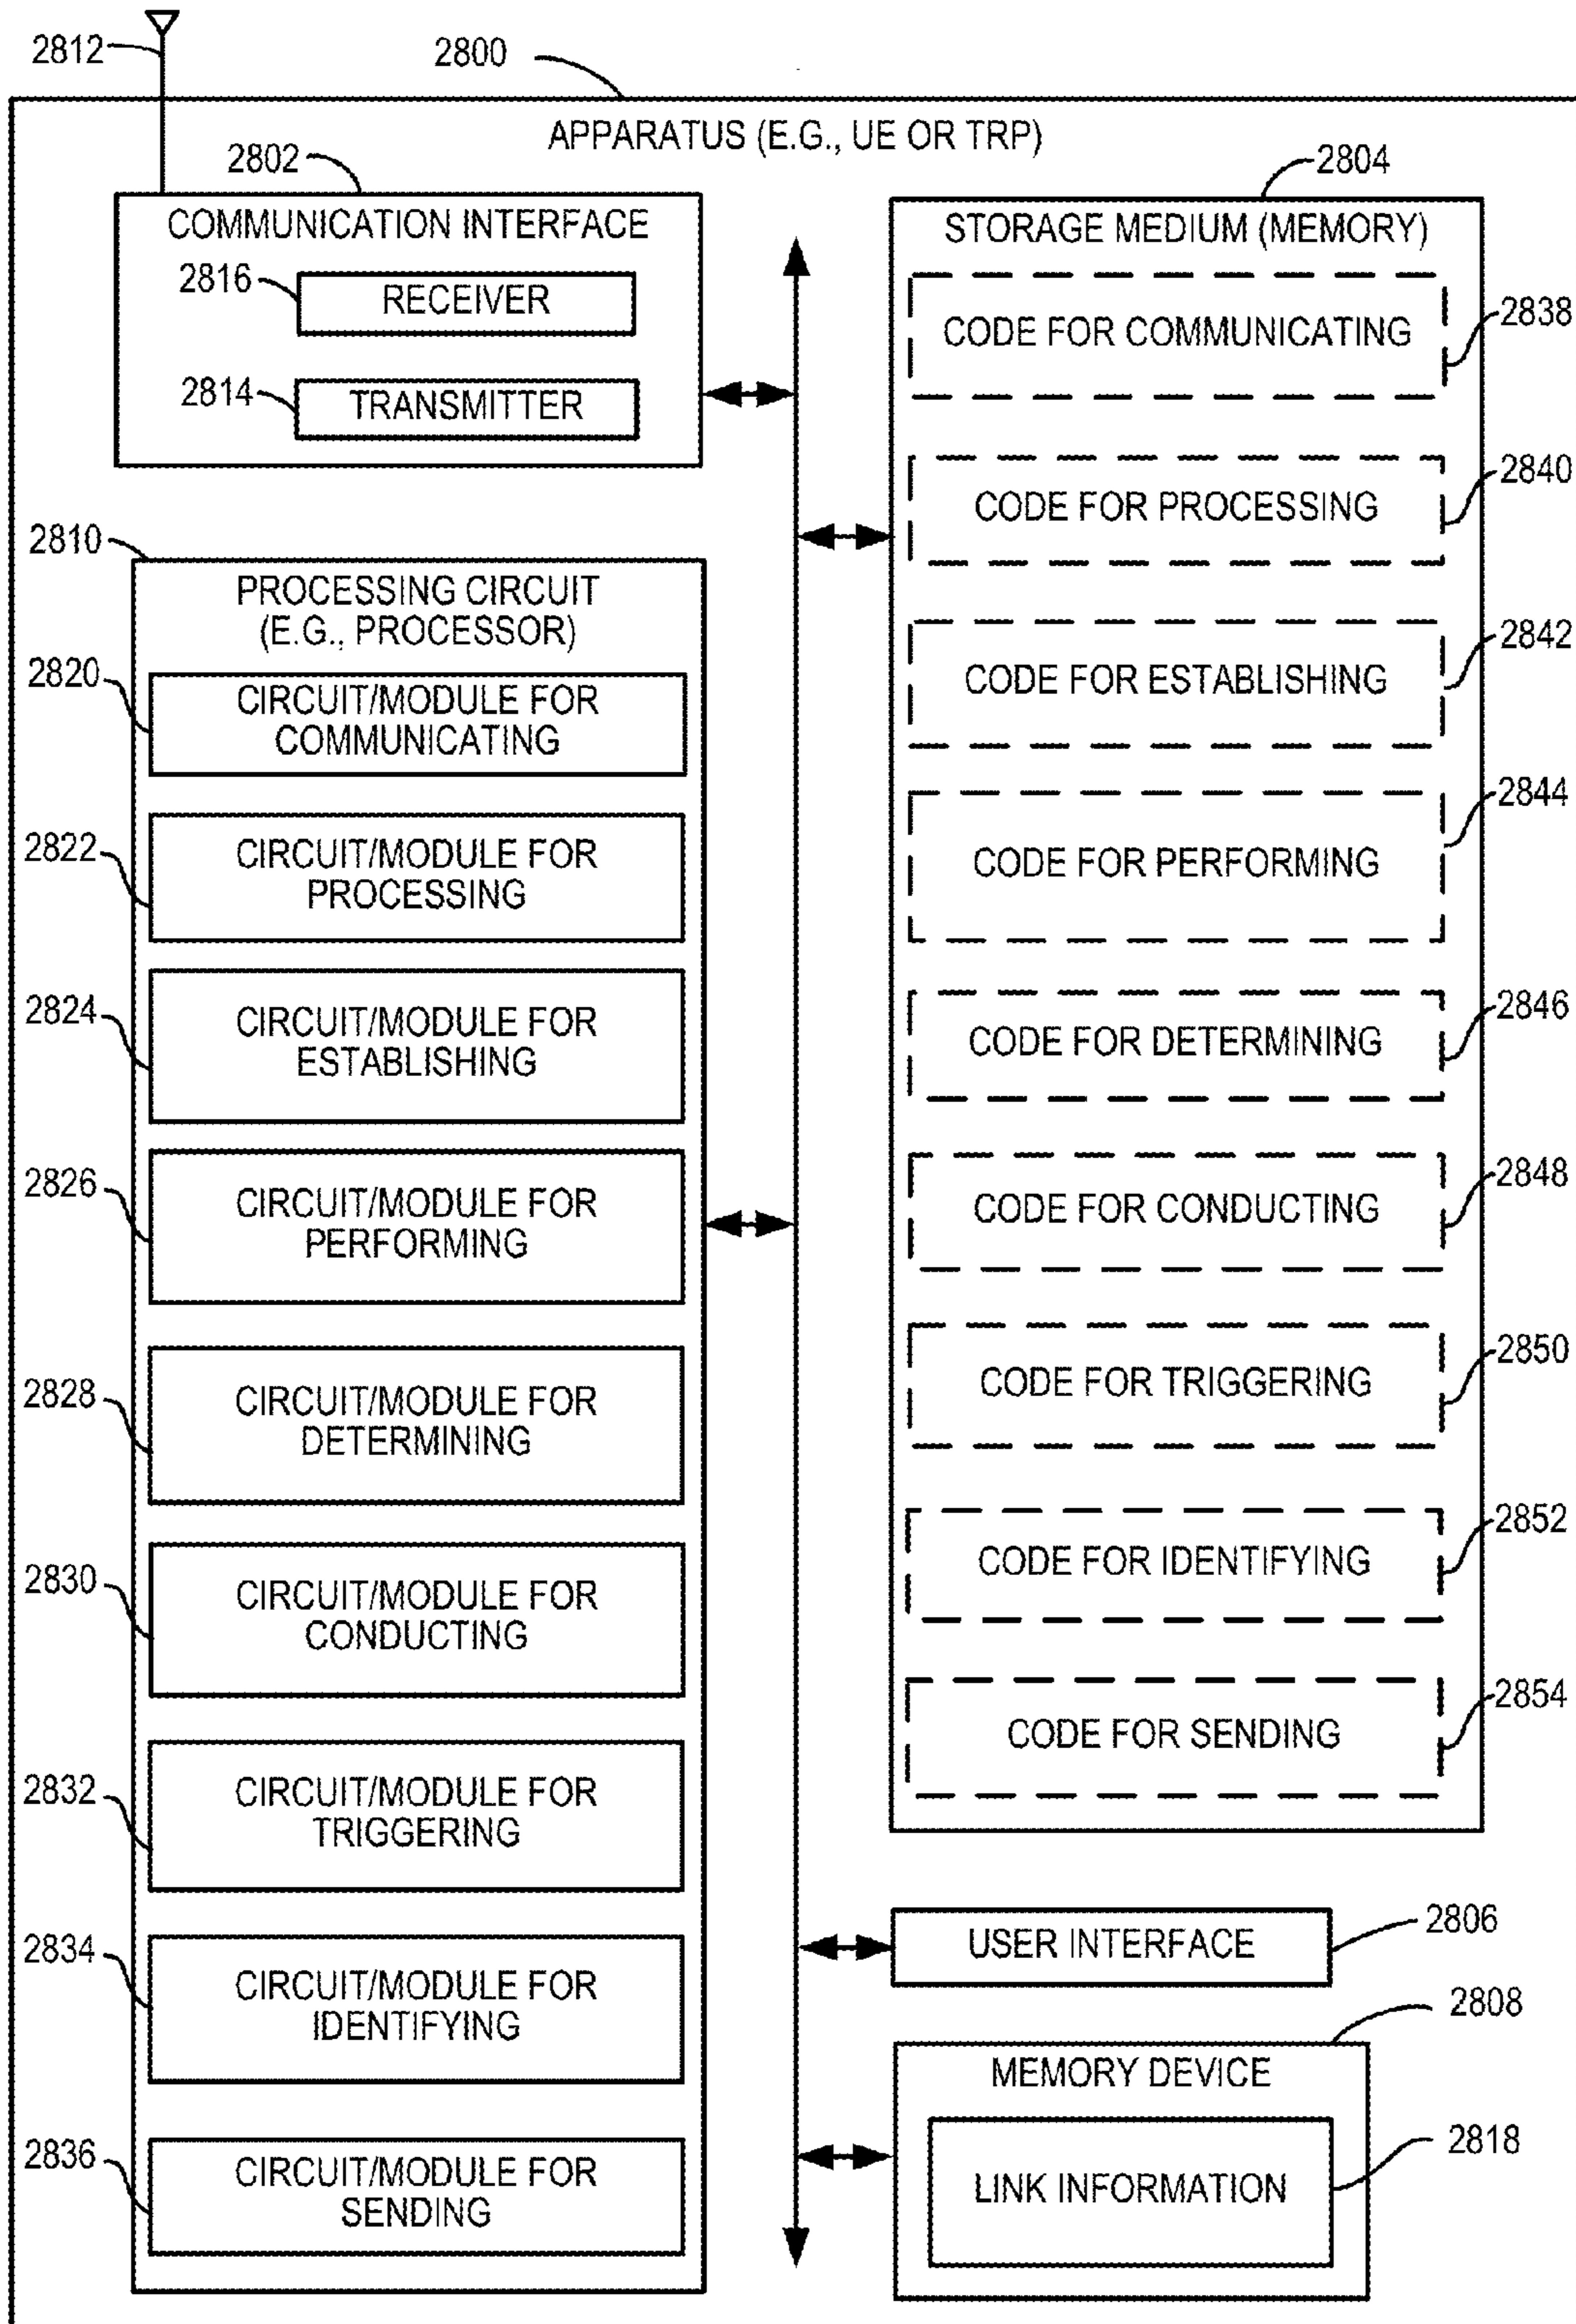 2812
2800
APPARATUS (E.G., UE OR TRP)
2802
COMMUNICATION INTERFACE
2816
RECEIVER
2814
TRANSMITTER
2810
PROCESSING CIRCUIT
(E.G., PROCESSOR)
2820
CIRCUIT/MODULE FOR
COMMUNICATING
2822
CIRCUIT/MODULE FOR
PROCESSING
2824
CIRCUIT/MODULE FOR
ESTABLISHING
2826
CIRCUIT/MODULE FOR
PERFORMING
2828
CIRCUIT/MODULE FOR
DETERMINING
2830
CIRCUIT/MODULE FOR
CONDUCTING
2832
CIRCUIT/MODULE FOR
TRIGGERING
2834
CIRCUIT/MODULE FOR
IDENTIFYING
2836
CIRCUIT/MODULE FOR
SENDING
2804
STORAGE MEDIUM (MEMORY)
CODE FOR COMMUNICATING
2838
CODE FOR PROCESSING
2840
CODE FOR ESTABLISHING
2842
CODE FOR PERFORMING
2844
CODE FOR DETERMINING
2846
CODE FOR CONDUCTING
2848
CODE FOR TRIGGERING
2850
CODE FOR IDENTIFYING
2852
CODE FOR SENDING
2854
USER INTERFACE
2806
2808
MEMORY DEVICE
LINK INFORMATION
2818